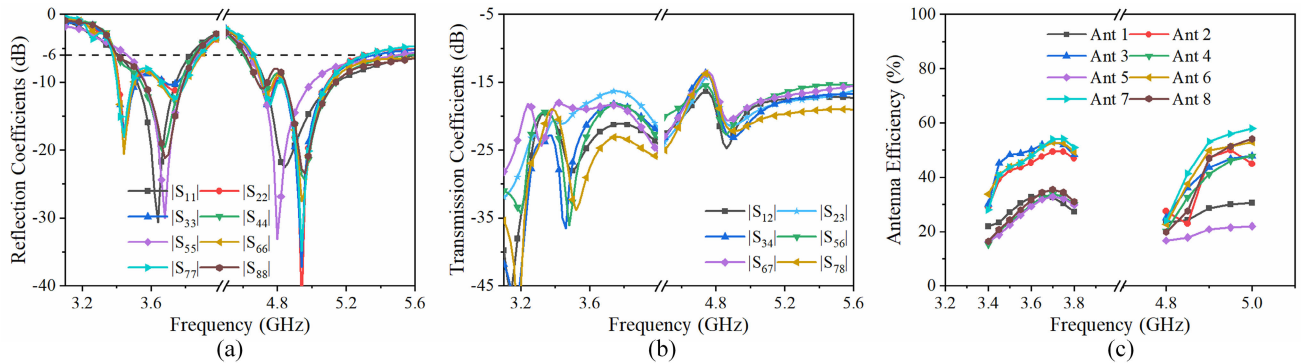 0
-6
-10
-20
-30
-40
3.2 3.6 4.8 5.2 5.6
Reflection Coefficients (dB)
|S11| |S22|
|S33| |S44|
|S55| |S66|
|S77| |S88|
Frequency (GHz)
(a)
-5
-15
-25
-35
-45
3.2 3.6 4.8 5.2 5.6
Transmission Coefficients (dB)
|S12| |S23|
|S34| |S56|
|S67| |S78|
Frequency (GHz)
(b)
100
80
60
40
20
0
3.4 3.6 3.8 4.8 5.0
Antenna Efficiency (%)
Ant 1 Ant 2
Ant 3 Ant 4
Ant 5 Ant 6
Ant 7 Ant 8
Frequency (GHz)
(c)